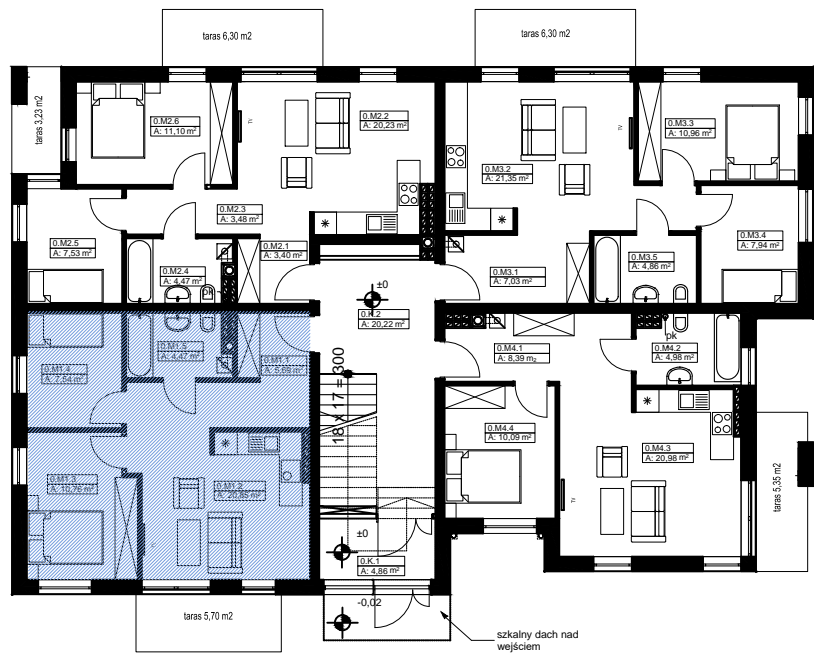 taras 6,30 m2
taras 6,30 m2
taras 3,23 m2
0.M2.6
A: 11,10 m²
TV
0.M2.2
A: 20,23 m²
TV
0.M3.3
A: 10,96 m²
0.M3.2
A: 21,35 m²
0.M2.3
A: 3,48 m²
0.M2.5
A: 7,53 m²
0.M2.1
A: 3,40 m²
0.M3.4
A: 7,94 m²
0.M2.4
A: 4,47 m²
pk
0.M3.1
A: 7,03 m²
0.M3.5
A: 4,86 m²
±0
0.K.2
A: 20,22 m²
0.M1.5
A: 4,47 m²
0.M1.1
A: 5,69 m²
0.M1.4
A: 7,54 m²
18 x 17 = 300
0.M4.1
A: 8,39 m2
pk
0.M4.2
A: 4,98 m²
0.M4.4
A: 10,09 m²
0.M4.3
A: 20,98 m²
0.M1.3
A: 10,76 m²
0.M1.2
A: 20,85 m²
TV
TV
taras 5,35 m2
±0
0.K.1
A: 4,86 m²
-0,02
taras 5,70 m2
szkalny dach nad
wejściem